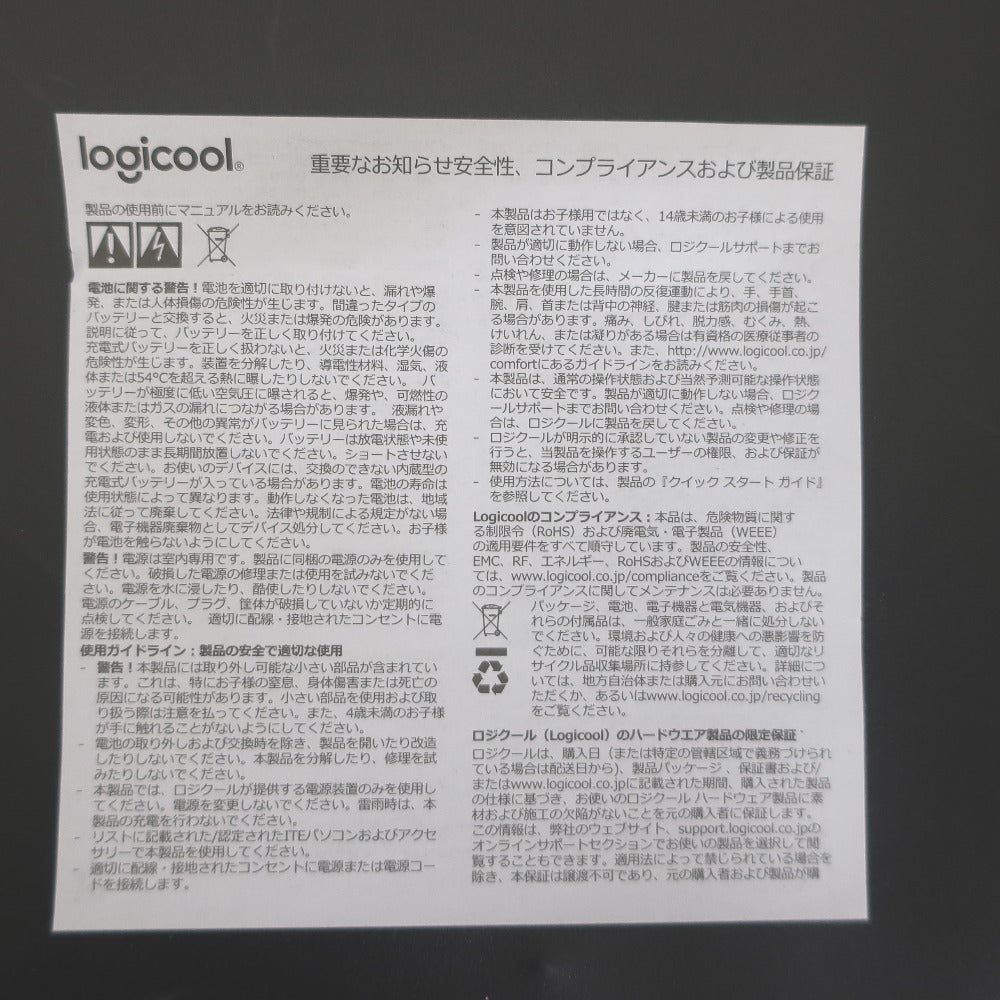 logicool®
重要なお知らせ安全性、コンプライアンスおよび製品保証
製品の使用前にマニュアルをお読みください。
電池に関する警告！電池を適切に取り付けないと、漏れや爆
発、または人体損傷の危険性が生じます。間違ったタイプの
バッテリーと交換すると、火災または爆発の危険があります。
説明に従って、バッテリーを正しく取り付けてください。
充電式バッテリーを正しく扱わないと、火災または化学火傷の
危険性が生じます。装置を分解したり、導電性材料、湿気、液
体または54°Cを超える熱に曝したりしないでください。 バ
ッテリーが極度に低い空気圧に曝されると、爆発や、可燃性の
液体またはガスの漏れにつながる場合があります。 液漏れや
変色、変形、その他の異常がバッテリーに見られた場合は、充
電および使用しないでください。バッテリーは放電状態や未使
用状態のまま長期間放置しないでください。ショートさせない
でください。お使いのデバイスには、交換のできない内蔵型の
充電式バッテリーが入っている場合があります。電池の寿命は
使用状態によって異なります。動作しなくなった電池は、地域
法に従って廃棄してください。法律や規制による規定がない場
合、電子機器廃棄物としてデバイス処分してください。お子様
が電池を触らないようにしてください。
警告！電源は室内専用です。製品に同梱の電源のみを使用して
ください。破損した電源の修理または使用を試みないでくだ
さい。電源を水に浸したり、酷使したりしないでください。
電源のケーブル、プラグ、筐体が破損していないか定期的に
点検してください。 適切に配線・接地されたコンセントに電
源を接続します。
使用ガイドライン：製品の安全で適切な使用
- 警告！本製品には取り外し可能な小さい部品が含まれてい
ます。これは、特にお子様の窒息、身体傷害または死亡の
原因になる可能性があります。小さい部品を使用および取
り扱う際は注意を払ってください。また、4歳未満のお子様
が手に触れることがないようにしてください。
- 電池の取り外しおよび交換時を除き、製品を開いたり改造
したりしないでください。本製品を分解したり、修理を試
みたりしないでください。
- 本製品では、ロジクールが提供する電源装置のみを使用し
てください。電源を変更しないでください。雷雨時は、本
製品の充電を行わないでください。
- リストに記載された/認定されたITEパソコンおよびアクセ
サリーで本製品を使用してください。
- 適切に配線・接地されたコンセントに電源または電源コー
ドを接続します。
- 本製品はお子様用ではなく、14歳未満のお子様による使用
を意図されていません。
- 製品が適切に動作しない場合、ロジクールサポートまでお
問い合わせください。
- 点検や修理の場合は、メーカーに製品を戻してください。
- 本製品を使用した長時間の反復運動により、手、手首、
腕、肩、首または背中の神経、腱または筋肉の損傷が起こ
る場合があります。痛み、しびれ、脱力感、むくみ、熱、
けいれん、または凝りがある場合は有資格の医療従事者の
診断を受けてください。また、http://www.logicool.co.jp/
comfortにあるガイドラインをお読みください。
- 本製品は、通常の操作状態および当然予測可能な操作状態
において安全です。製品が適切に動作しない場合、ロジク
ールサポートまでお問い合わせください。点検や修理の場
合は、ロジクールに製品を戻してください。
- ロジクールが明示的に承認していない製品の変更や修正を
行うと、当製品を操作するユーザーの権限、および保証が
無効になる場合があります。
- 使用方法については、製品の『クイック スタート ガイド』
を参照してください。
Logicoolのコンプライアンス：本品は、危険物質に関す
る制限令（RoHS）および廃電気・電子製品（WEEE）
の適用要件をすべて順守しています。製品の安全性、
EMC、RF、エネルギー、RoHSおよびWEEEの情報につい
ては、www.logicool.co.jp/complianceをご覧ください。製品
のコンプライアンスに関してメンテナンスは必要ありません。
パッケージ、電池、電子機器と電気機器、およびそ
れらの付属品は、一般家庭ごみと一緒に処分しない
でください。環境および人々の健康への悪影響を防
ぐために、可能な限りそれらを分離して、適切なリ
サイクル品収集場所に持参してください。詳細につ
いては、地方自治体または購入元にお問い合わせい
ただくか、あるいはwww.logicool.co.jp/recycling
をご覧ください。
ロジクール（Logicool）のハードウエア製品の限定保証
ロジクールは、購入日（または特定の管轄区域で義務づけられ
ている場合は配送日から）、製品パッケージ、保証書および/
またはwww.logicool.co.jpに記載された期間、購入された製品
の仕様に基づき、お使いのロジクール ハードウェア製品に素
材および施工の欠陥がないことを元の購入者に保証します。
この情報は、弊社のウェブサイト、support.logicool.co.jpの
オンラインサポートセクションでお使いの製品を選択して閲
覧することもできます。適用法によって禁じられている場合を
除き、本保証は譲渡不可であり、元の購入者および製品が購